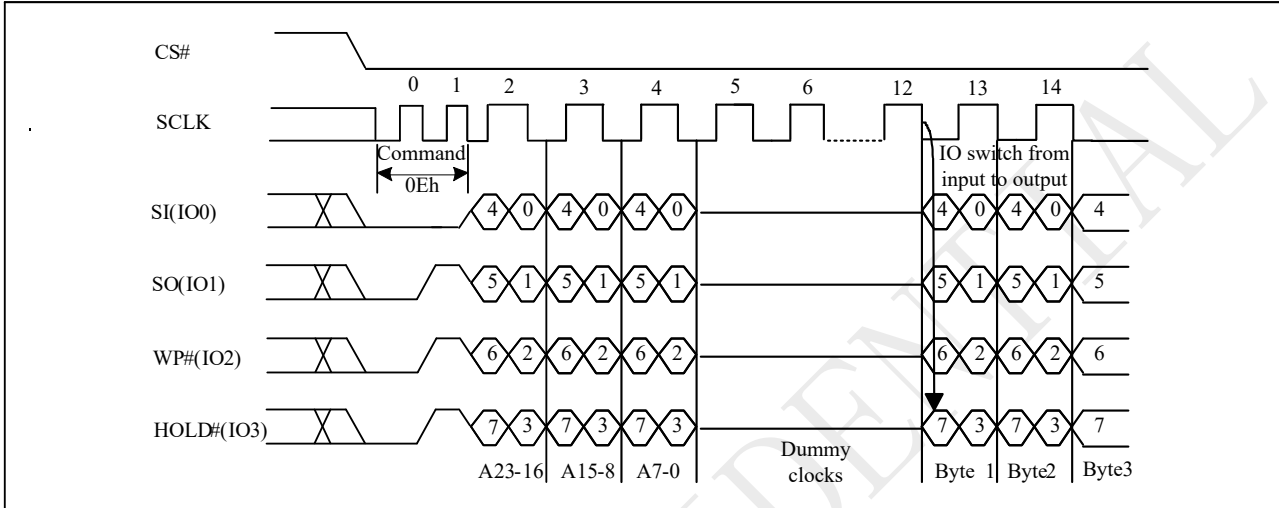 CS#
0 1 2 3 4 5 6 12 13 14
SCLK
Command
0Eh
IO switch from
input to output
SI(IO0)
4 0 4 0 4 0 4 0 4 0 4
SO(IO1)
5 1 5 1 5 1 5 1 5 1 5
WP#(IO2)
6 2 6 2 6 2 6 2 6 2 6
HOLD#(IO3)
7 3 7 3 7 3 7 3 7 3 7
A23-16 A15-8 A7-0
Dummy
clocks
Byte 1 Byte2 Byte3